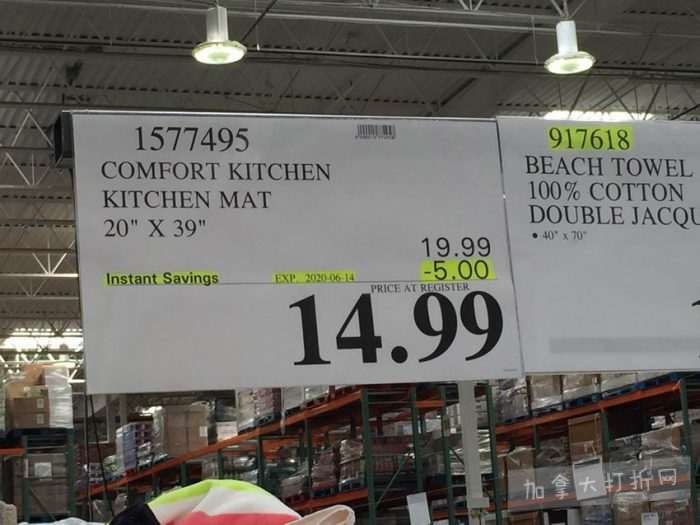 1577495
COMFORT KITCHEN
KITCHEN MAT
20" X 39"
19.99
Instant Savings EXP. 2020-06-14 -5.00
PRICE AT REGISTER
14.99
917618
BEACH TOWEL
100% COTTON
DOUBLE JACQU
• 40" x 70"
加拿大打折网